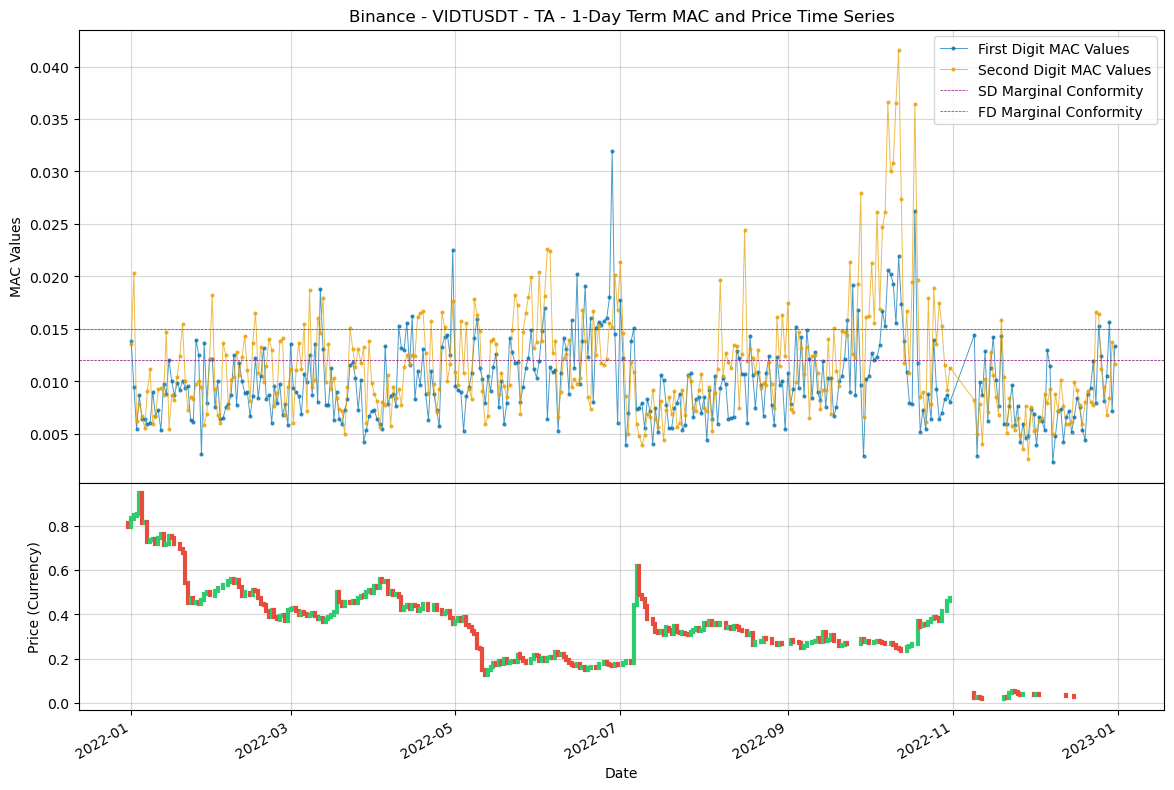 Binance - VIDTUSDT - TA - 1-Day Term MAC and Price Time Series
First Digit MAC Values
Second Digit MAC Values
SD Marginal Conformity
FD Marginal Conformity
MAC Values
0.040
0.035
0.030
0.025
0.020
0.015
0.010
0.005
Price (Currency)
0.8
0.6
0.4
0.2
0.0
2022-01
2022-03
2022-05
2022-07
2022-09
2022-11
2023-01
Date